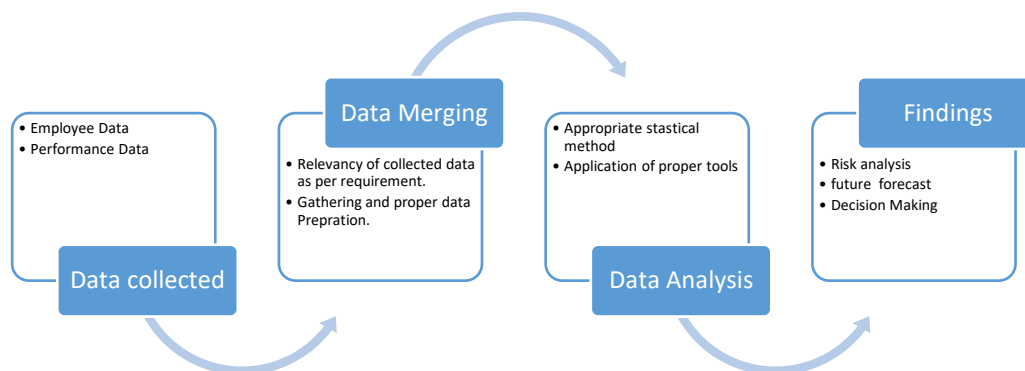 • Employee Data
• Performance Data
Data collected
Data Merging
• Relevancy of collected data
as per requirement.
• Gathering and proper data
Prepration.
• Appropriate stastical
method
• Application of proper tools
Data Analysis
Findings
• Risk analysis
• future forecast
• Decision Making